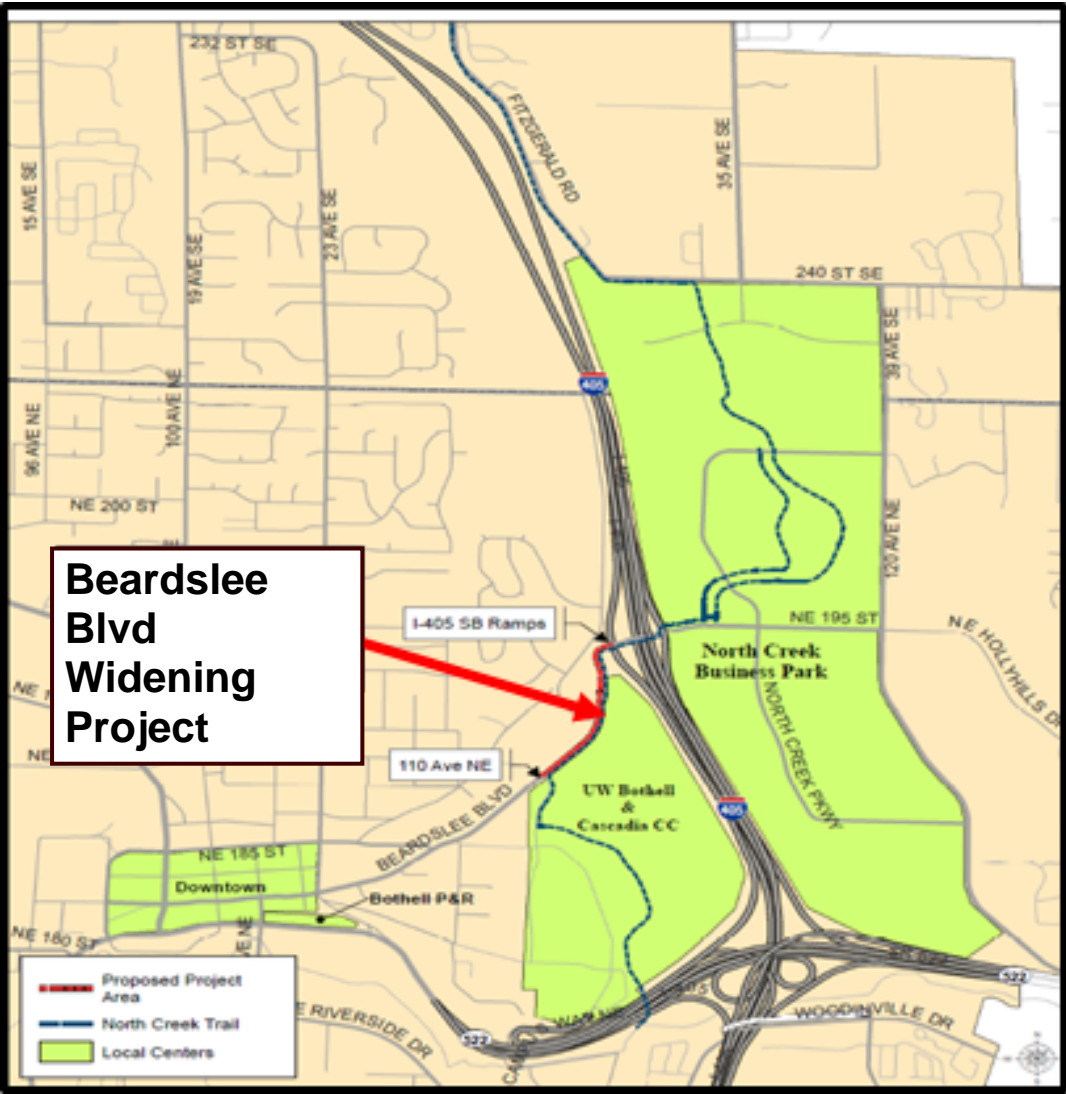 232 ST SE
FITZGERALD RD
35 AVE SE
15 AVE SE
23 AVE SE
19 AVE SE
240 ST SE
39 AVE SE
405
100 AVE NE
96 AVE NE
NE 200 ST
120 AVE NE
Beardslee
Blvd
Widening
Project
I-405 SB Ramps
NE 195 ST
NE HOLLYHILLS
North Creek
Business Park
NORTH CREEK PKWY
NE
110 Ave NE
UW Bothell
&
Cascadia CC
405
BEARDSLEE BLVD
NE 185 ST
Downtown
Bothell P&R
NE 180 ST
522
Proposed Project
Area
North Creek Trail
Local Centers
E RIVERSIDE DR
522
WOODINVILLE DR